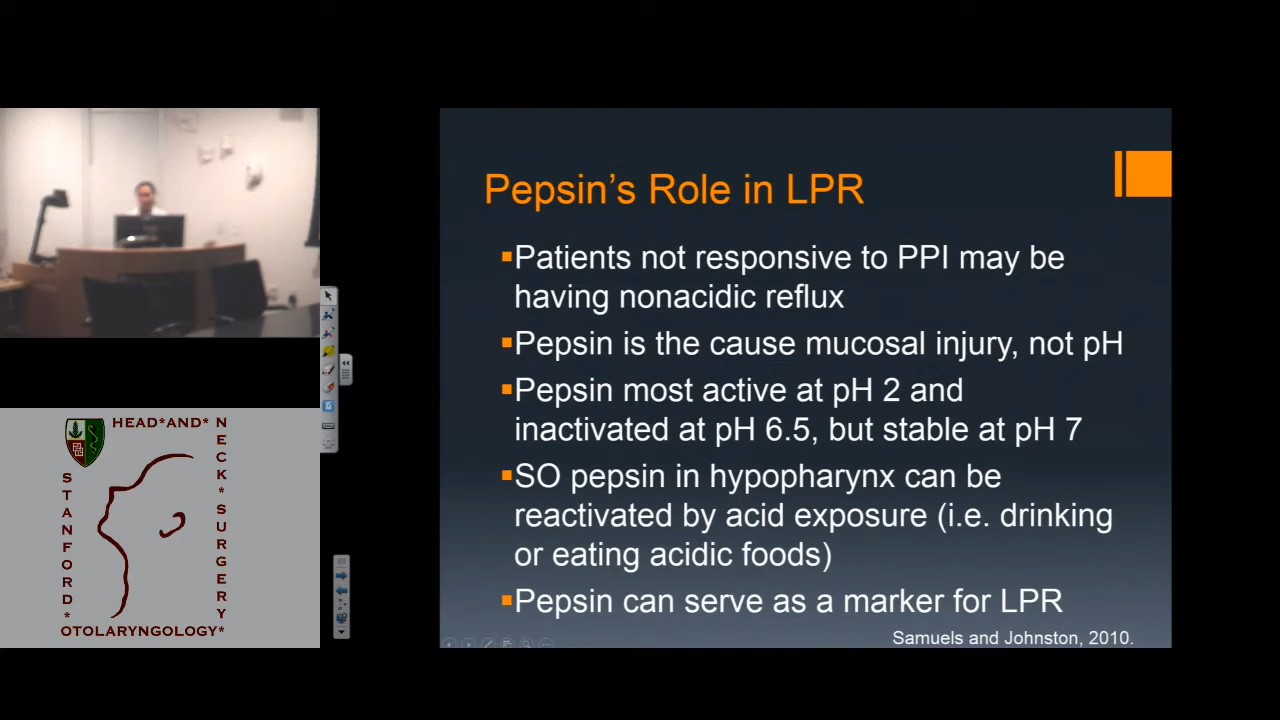 Pepsin's Role in LPR
▪Patients not responsive to PPI may be
having nonacidic reflux
▪Pepsin is the cause mucosal injury, not pH
▪Pepsin most active at pH 2 and
inactivated at pH 6.5, but stable at pH 7
▪SO pepsin in hypopharynx can be
reactivated by acid exposure (i.e. drinking
or eating acidic foods)
▪Pepsin can serve as a marker for LPR
Samuels and Johnston, 2010.
HEAD*AND*
NECK*SURGERY*
STANFORD*
OTOLARYNGOLOGY*